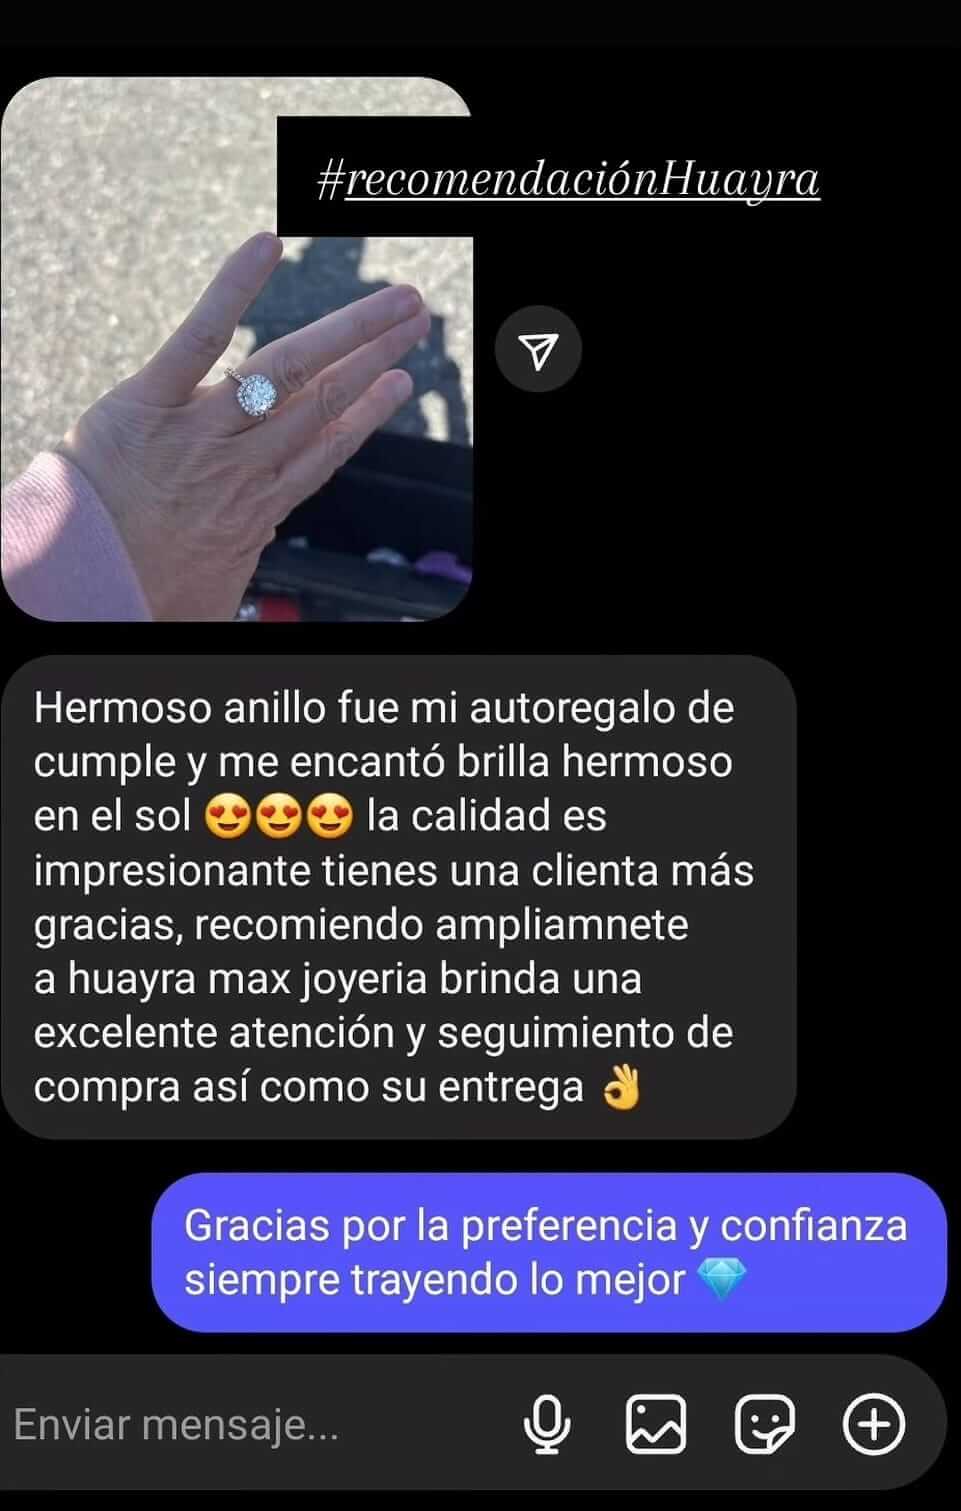 #recomendaciónHuayra
Hermoso anillo fue mi autoregalo de
cumple y me encantó brilla hermoso
en el sol 😍😍😍 la calidad es
impresionante tienes una clienta más
gracias, recomiendo ampliamnete
a huayra max joyeria brinda una
excelente atención y seguimiento de
compra así como su entrega 👌
Gracias por la preferencia y confianza
siempre trayendo lo mejor 💎
Enviar mensaje...